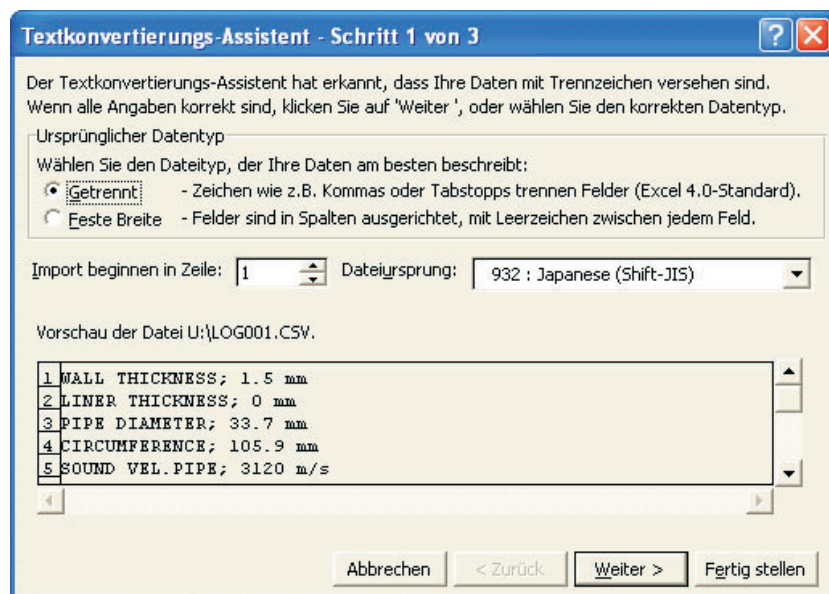 Textkonvertierungs-Assistent - Schritt 1 von 3
Der Textkonvertierungs-Assistent hat erkannt, dass Ihre Daten mit Trennzeichen versehen sind.
Wenn alle Angaben korrekt sind, klicken Sie auf 'Weiter ', oder wählen Sie den korrekten Datentyp.
Ursprünglicher Datentyp
Wählen Sie den Dateityp, der Ihre Daten am besten beschreibt:
Getrennt - Zeichen wie z.B. Kommas oder Tabstopps trennen Felder (Excel 4.0-Standard).
Feste Breite - Felder sind in Spalten ausgerichtet, mit Leerzeichen zwischen jedem Feld.
Import beginnen in Zeile: 1 Dateiursprung: 932 : Japanese (Shift-JIS)
Vorschau der Datei U:\LOG001.CSV.
1 WALL THICKNESS; 1.5 mm
2 LINER THICKNESS; 0 mm
3 PIPE DIAMETER; 33.7 mm
4 CIRCUMFERENCE; 105.9 mm
5 SOUND VEL.PIPE; 3120 m/s
Abbrechen < Zurück Weiter > Fertig stellen